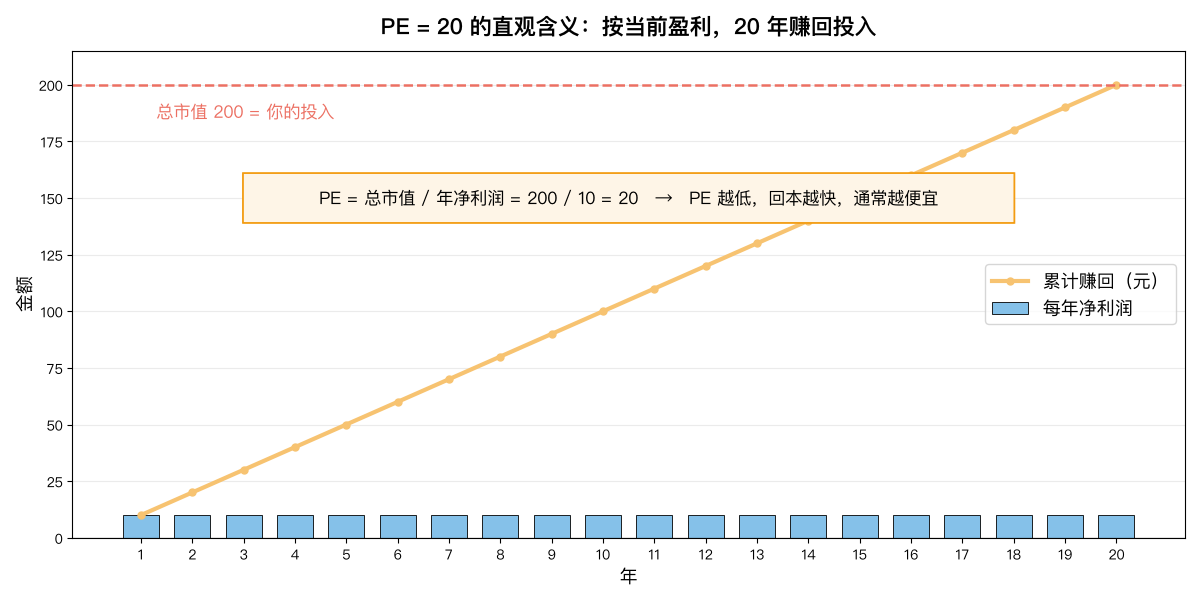 PE = 20 的直观含义：按当前盈利，20 年赚回投入
200
175
150
125
100
75
50
25
0
金额
总市值 200 = 你的投入
PE = 总市值 / 年净利润 = 200 / 10 = 20 → PE 越低，回本越快，通常越便宜
累计赚回（元）
每年净利润
1 2 3 4 5 6 7 8 9 10 11 12 13 14 15 16 17 18 19 20
年